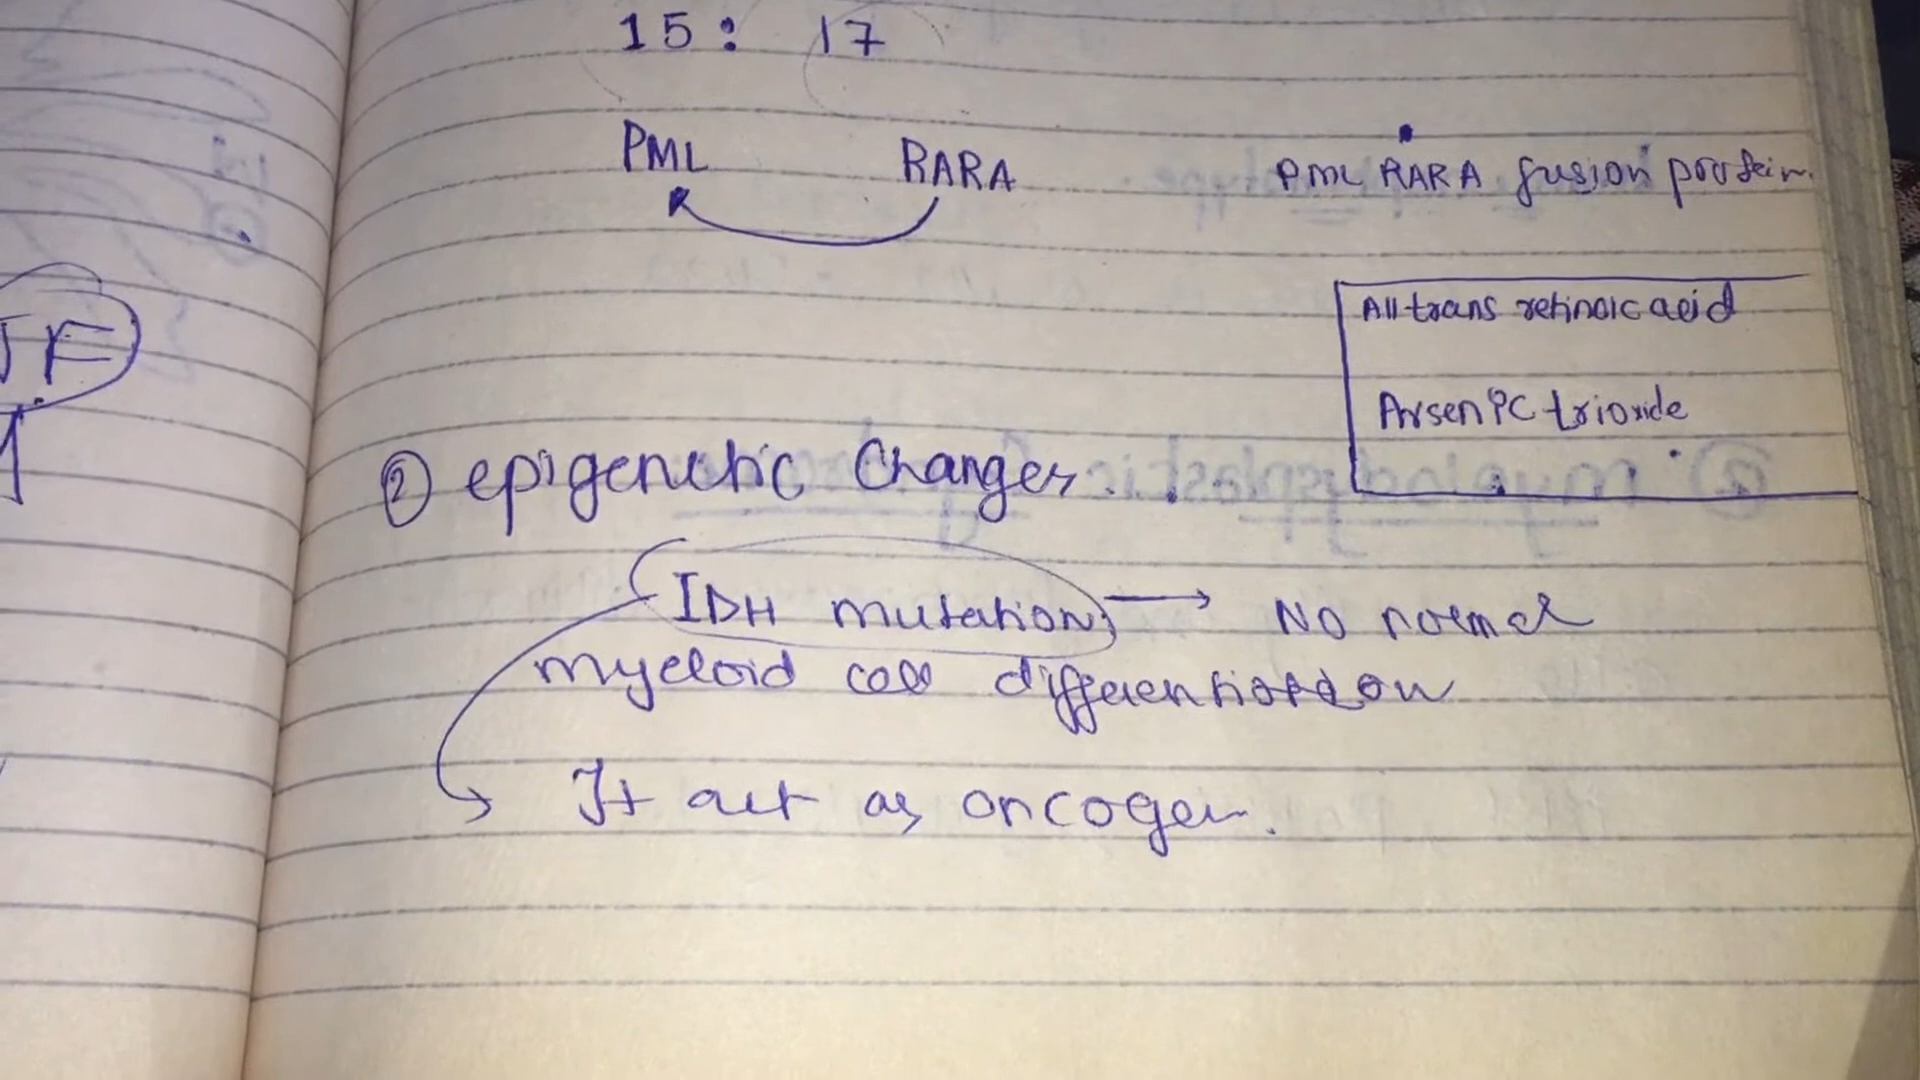 15: 17
PML RARA PML RARA fusion protein.
All trans retinoic acid
Arsenic trioxide
② epigenetic Changes.
IDH mutation → No normal
myeloid cell differentiation
→ It act as oncogen.
TF